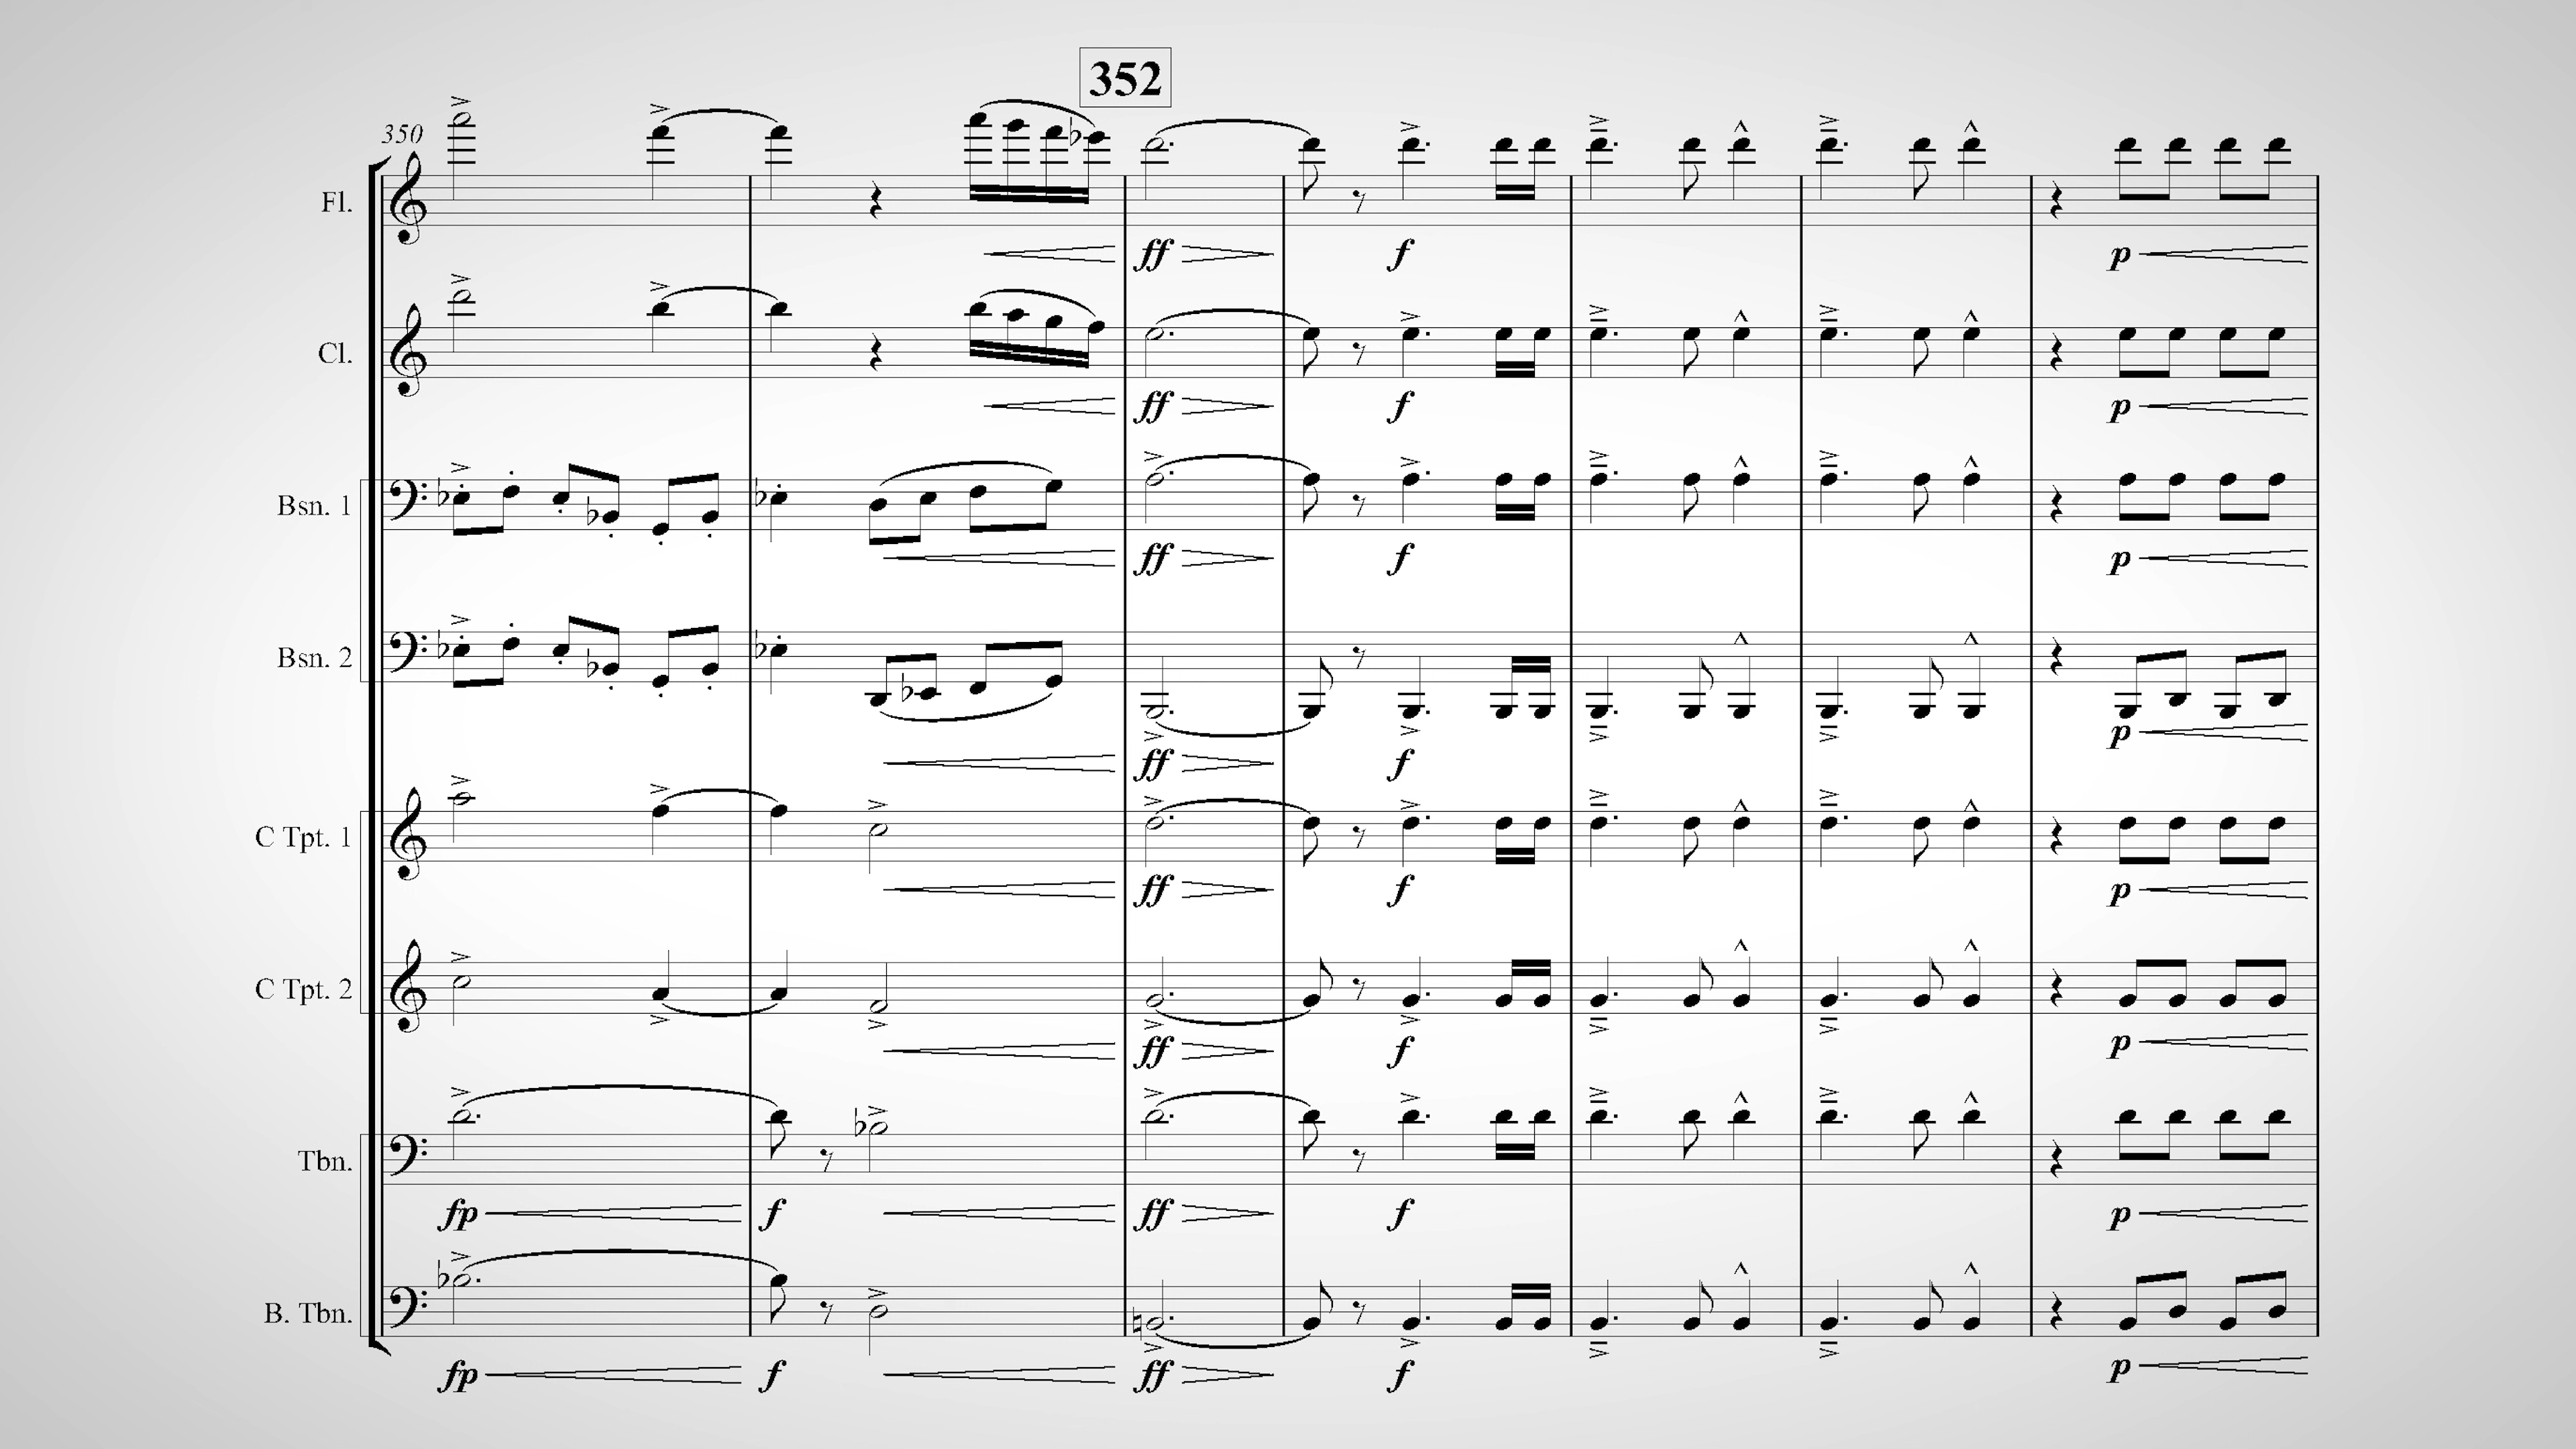 352
350
Fl.
ff f p
Cl.
ff f p
Bsn. 1
ff f p
Bsn. 2
ff f p
C Tpt. 1
ff f p
C Tpt. 2
ff f p
Tbn.
fp f ff f p
B. Tbn.
fp f ff f p